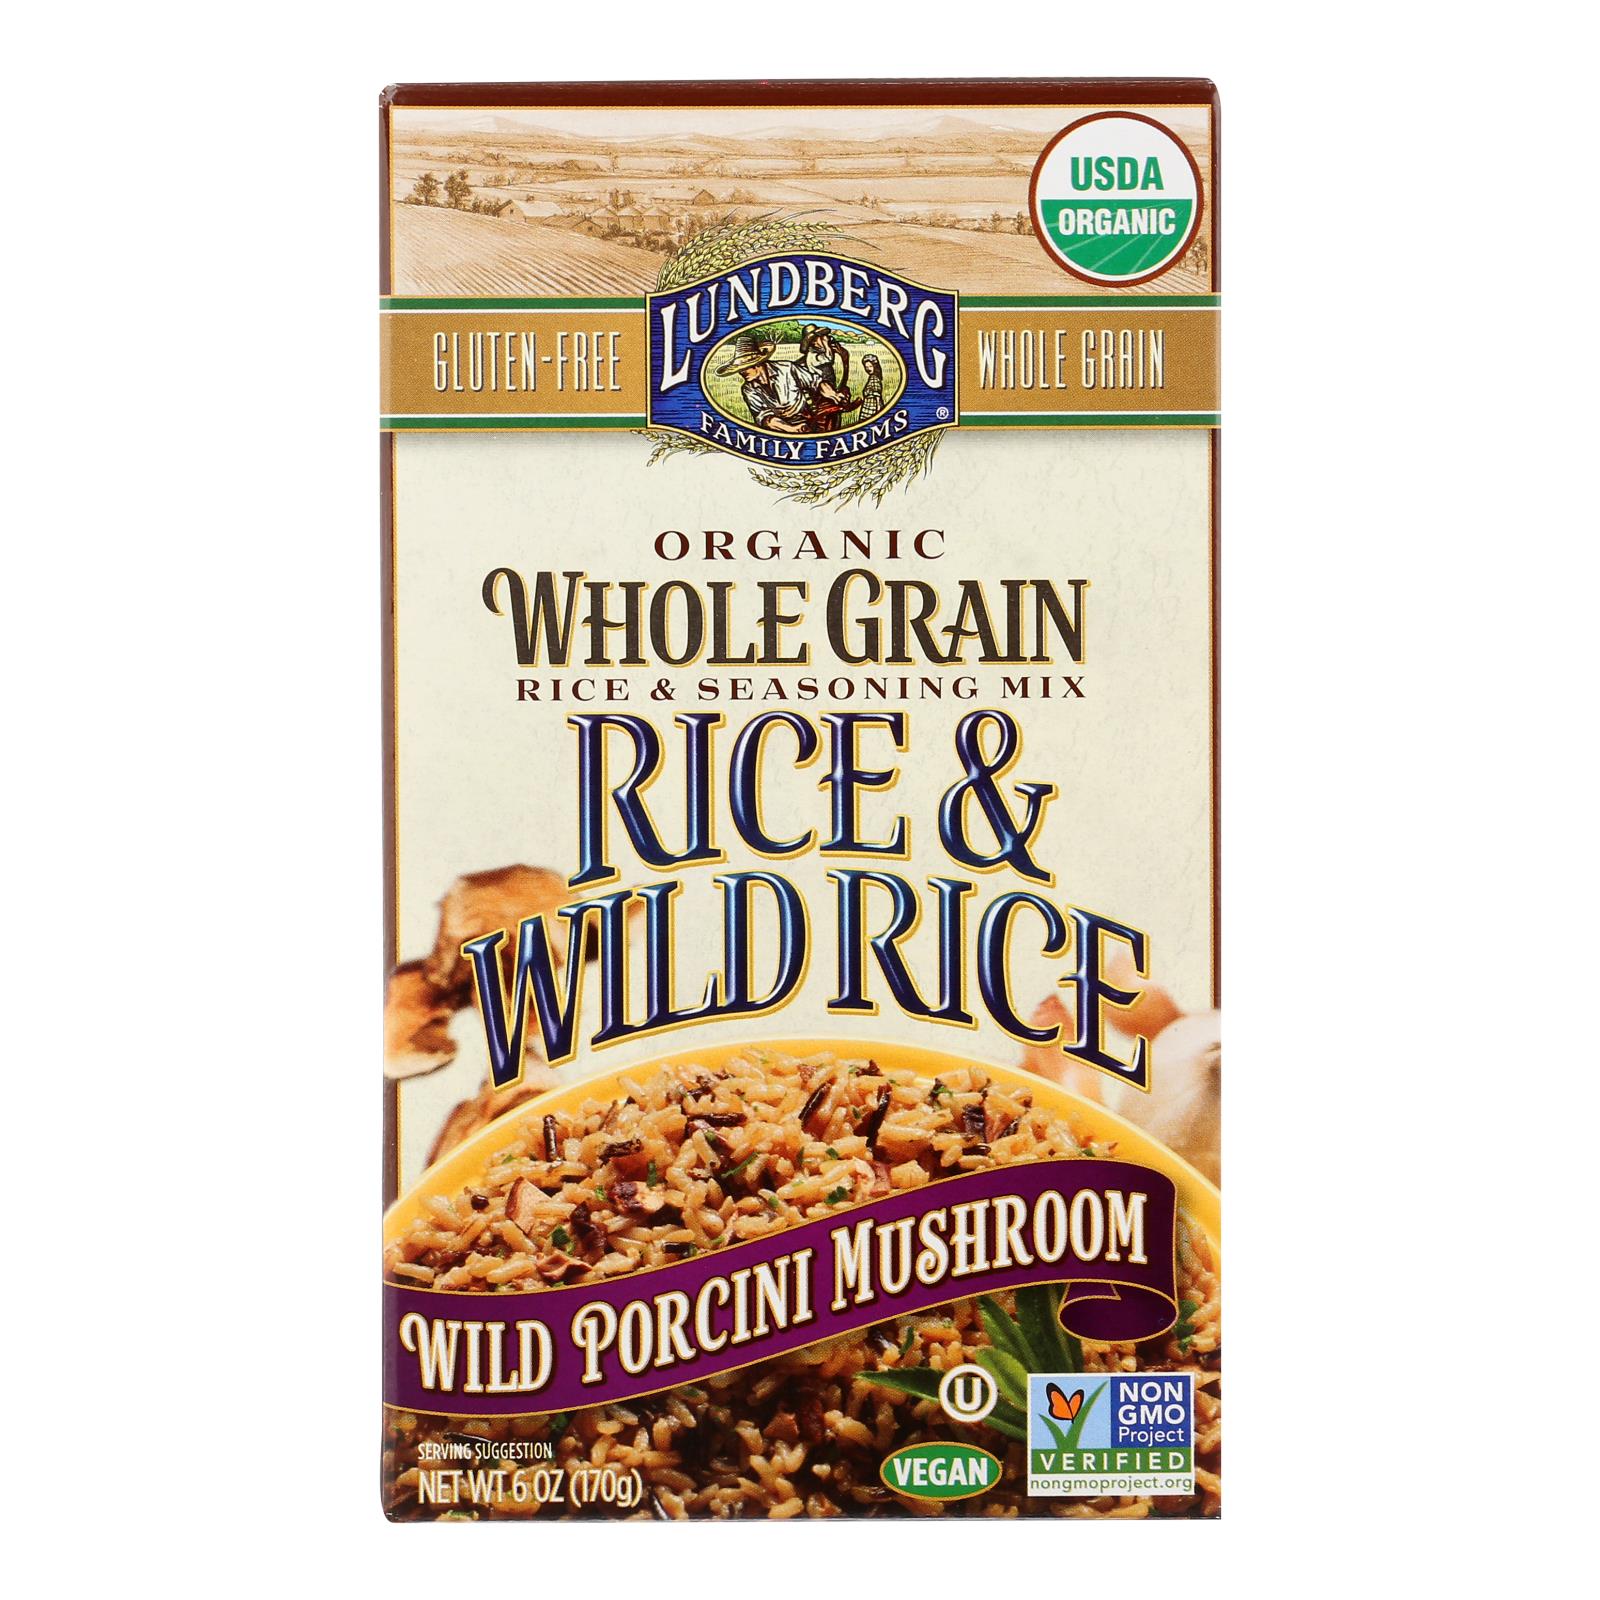 USDA
ORGANIC
LUNDBERG
FAMILY FARMS ®
GLUTEN-FREE
WHOLE GRAIN
ORGANIC
WHOLE GRAIN
RICE & SEASONING MIX
RICE &
WILD RICE
WILD PORCINI MUSHROOM
U
NON
GMO
Project
VERIFIED
nongmoproject.org
VEGAN
SERVING SUGGESTION
NET WT 6 OZ (170g)